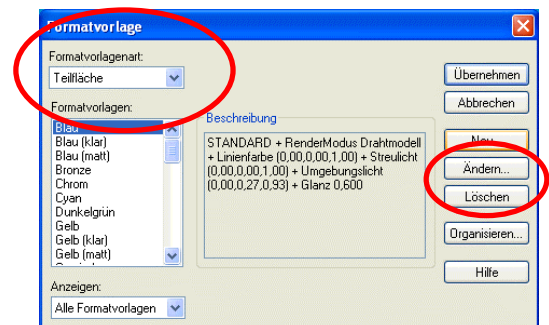 Formatvorlage
Formatvorlagenart:
Teilfläche
Formatvorlagen:
Blau
Blau (klar)
Blau (matt)
Bronze
Chrom
Cyan
Dunkelgrün
Gelb
Gelb (klar)
Gelb (matt)
Anzeigen:
Alle Formatvorlagen
Beschreibung
STANDARD + RenderModus Drahtmodell
+ Linienfarbe (0,00,0,00,1,00) + Streulicht
(0,00,0,00,1,00) + Umgebungslicht
(0,00,0,27,0,93) + Glanz 0,600
Übernehmen
Abbrechen
Neu...
Ändern...
Löschen
Organisieren...
Hilfe